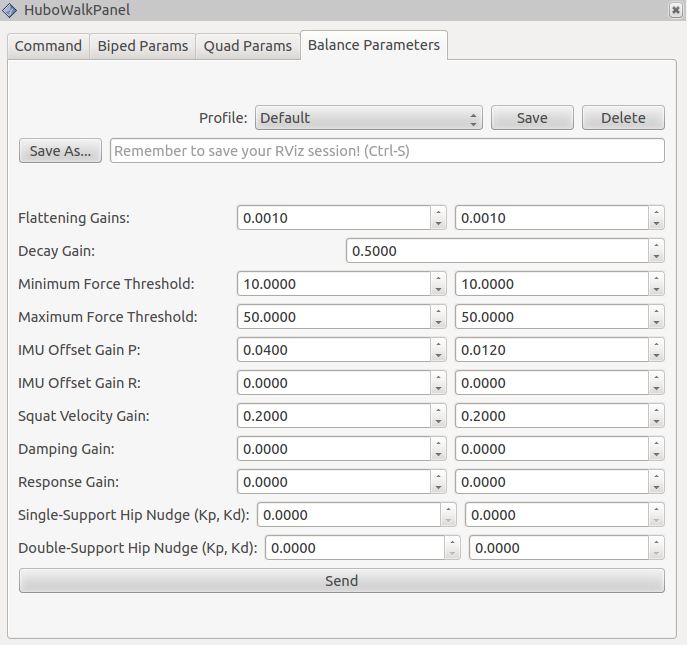 HuboWalkPanel
Command Biped Params Quad Params Balance Parameters
Profile: Default Save Delete
Save As... Remember to save your RViz session! (Ctrl-S)
Flattening Gains: 0.0010 0.0010
Decay Gain: 0.5000
Minimum Force Threshold: 10.0000 10.0000
Maximum Force Threshold: 50.0000 50.0000
IMU Offset Gain P: 0.0400 0.0120
IMU Offset Gain R: 0.0000 0.0000
Squat Velocity Gain: 0.2000 0.2000
Damping Gain: 0.0000 0.0000
Response Gain: 0.0000 0.0000
Single-Support Hip Nudge (Kp, Kd): 0.0000 0.0000
Double-Support Hip Nudge (Kp, Kd): 0.0000 0.0000
Send